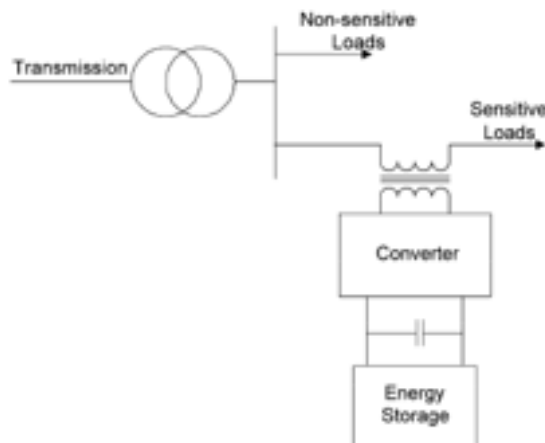 Non-sensitive
Loads
Transmission
Sensitive
Loads
Converter
Energy
Storage